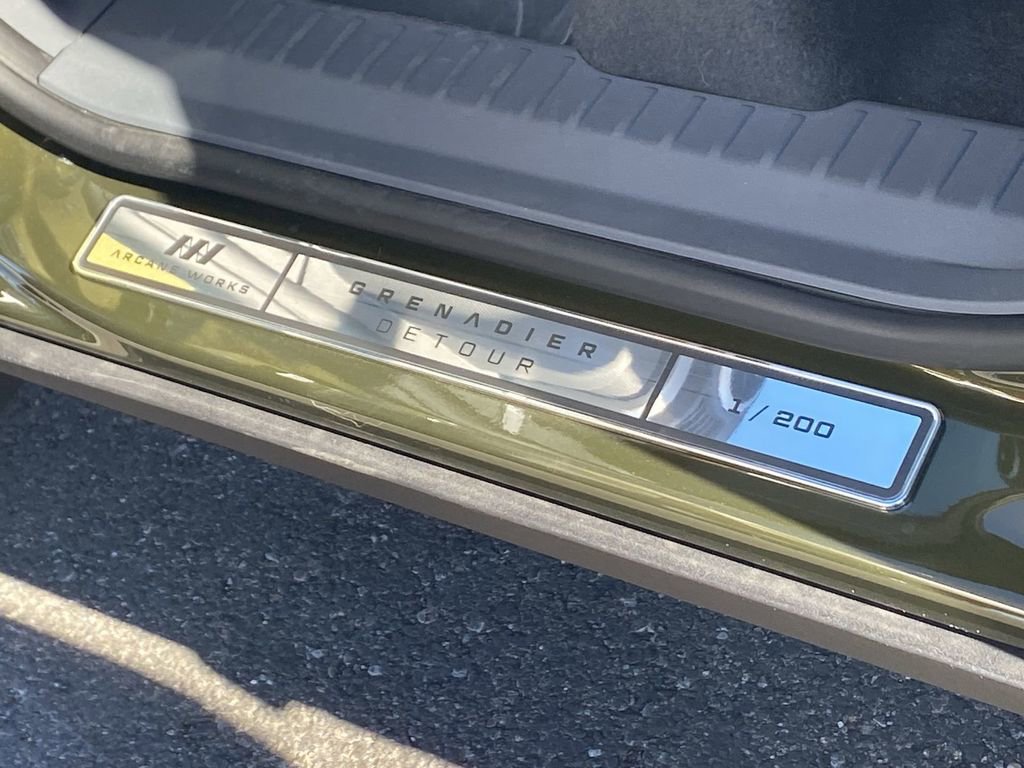 ARCANE WORKS
GRENADIER
DETOUR
1 / 200